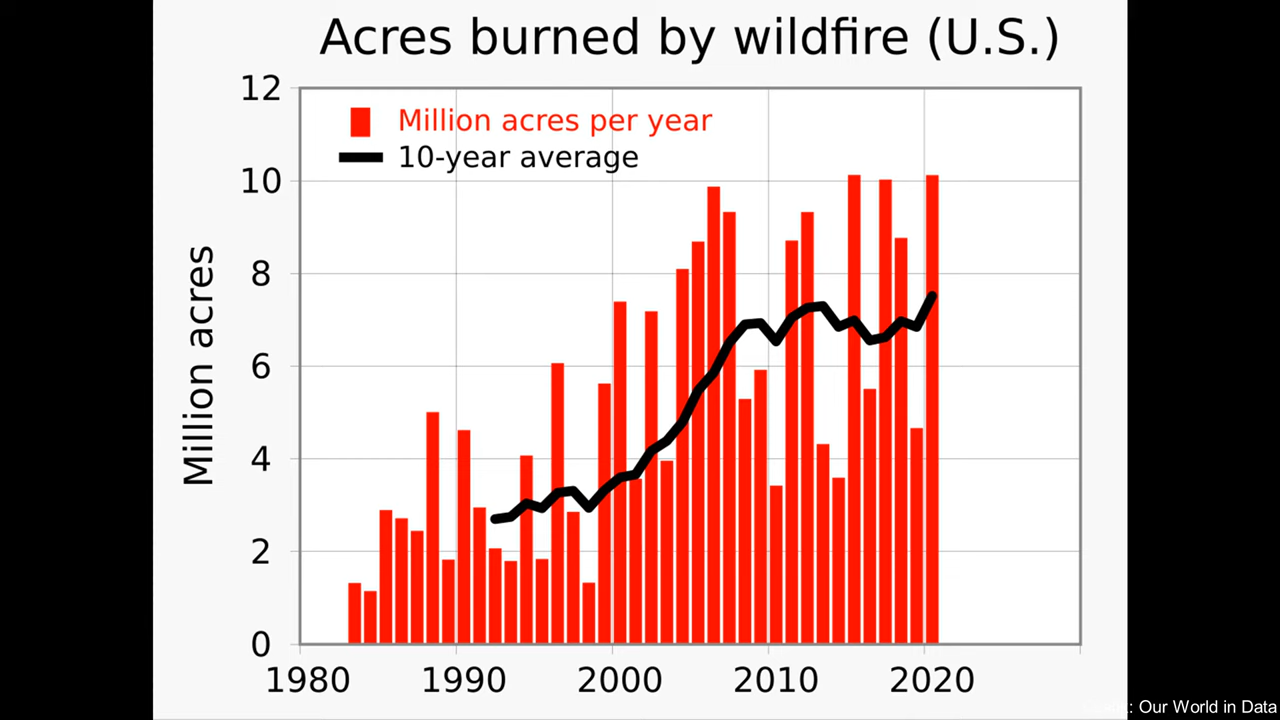 Acres burned by wildfire (U.S.)
12
Million acres per year
10-year average
10
8
6
4
2
0
Million acres
1980 1990 2000 2010 2020
: Our World in Data